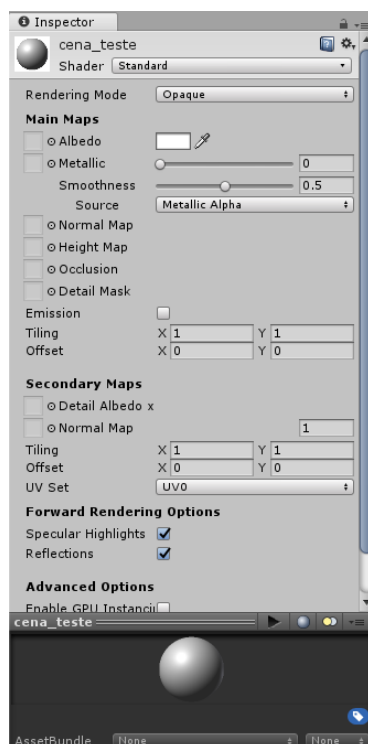 Inspector
cena_teste
Shader Standard
Rendering Mode Opaque
Main Maps
Albedo
Metallic 0
Smoothness 0.5
Source Metallic Alpha
Normal Map
Height Map
Occlusion
Detail Mask
Emission
Tiling X 1 Y 1
Offset X 0 Y 0
Secondary Maps
Detail Albedo x
Normal Map 1
Tiling X 1 Y 1
Offset X 0 Y 0
UV Set UV0
Forward Rendering Options
Specular Highlights
Reflections
Advanced Options
Enable GPU Instancin
cena_teste
AssetBundle None None